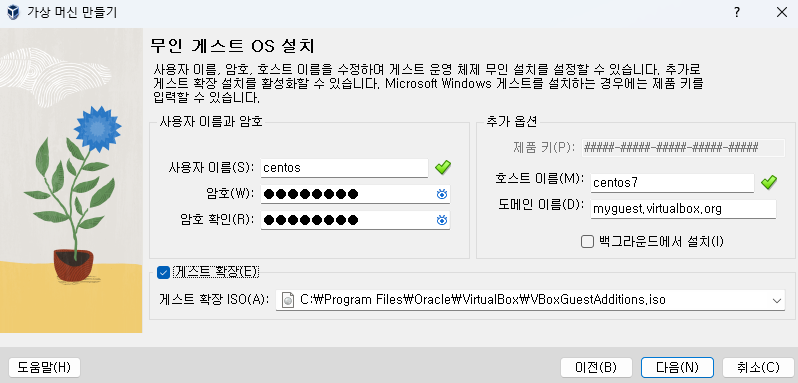 가상 머신 만들기
?
무인 게스트 OS 설치
사용자 이름, 암호, 호스트 이름을 수정하여 게스트 운영 체제 무인 설치를 설정할 수 있습니다. 추가로
게스트 확장 설치를 활성화할 수 있습니다. Microsoft Windows 게스트를 설치하는 경우에는 제품 키를
입력할 수 있습니다.
사용자 이름과 암호
사용자 이름(S): centos
암호(W): ●●●●●●●●
암호 확인(R): ●●●●●●●●
추가 옵션
제품 키(P): #####-#####-#####-#####-#####
호스트 이름(M): centos7
도메인 이름(D): myguest.virtualbox.org
백그라운드에서 설치(I)
게스트 확장(E)
게스트 확장 ISO(A): C:₩Program Files₩Oracle₩VirtualBox₩VBoxGuestAdditions.iso
도움말(H)
이전(B)
다음(N)
취소(C)